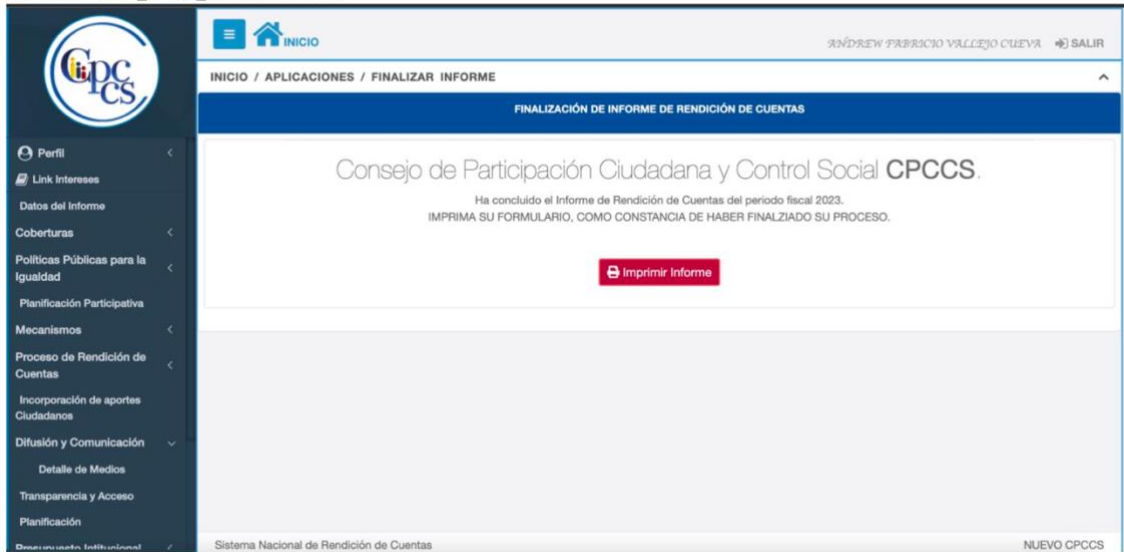 CPCCS
INICIO
ANDREW FABRICIO VALLEJO CUEVA SALIR
INICIO / APLICACIONES / FINALIZAR INFORME
FINALIZACIÓN DE INFORME DE RENDICIÓN DE CUENTAS
Perfil
Link Intereses
Datos del Informe
Coberturas
Políticas Públicas para la
Igualdad
Planificación Participativa
Mecanismos
Proceso de Rendición de
Cuentas
Incorporación de aportes
Ciudadanos
Difusión y Comunicación
Detalle de Medios
Transparencia y Acceso
Planificación
Presupuesto Intitucional
Consejo de Participación Ciudadana y Control Social CPCCS.
Ha concluido el Informe de Rendición de Cuentas del periodo fiscal 2023.
IMPRIMA SU FORMULARIO, COMO CONSTANCIA DE HABER FINALZIADO SU PROCESO.
Imprimir Informe
Sistema Nacional de Rendición de Cuentas
NUEVO CPCCS